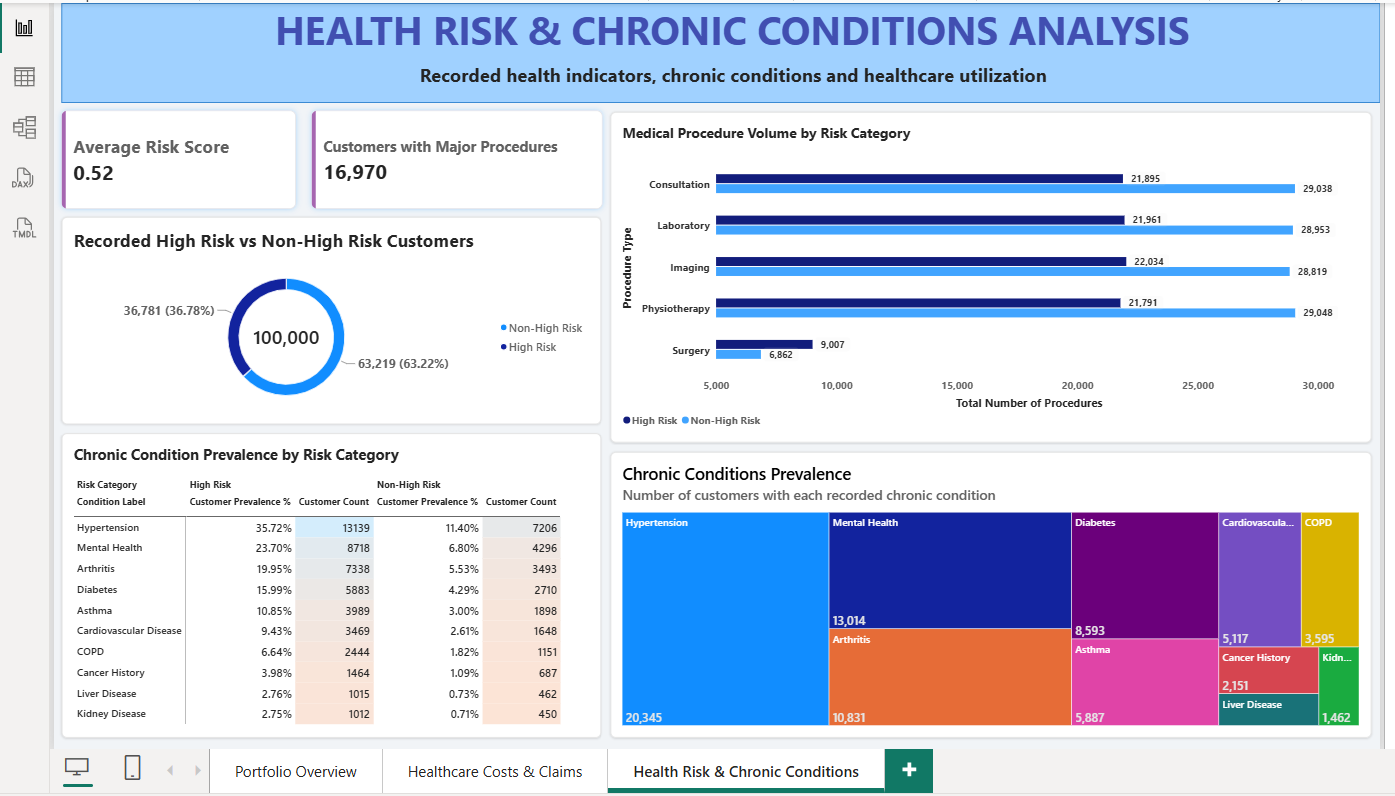 HEALTH RISK & CHRONIC CONDITIONS ANALYSIS
Recorded health indicators, chronic conditions and healthcare utilization
DAX
TMDL
Average Risk Score
0.52
Customers with Major Procedures
16,970
Recorded High Risk vs Non-High Risk Customers
36,781 (36.78%)
100,000
63,219 (63.22%)
Non-High Risk
High Risk
Chronic Condition Prevalence by Risk Category
Risk Category High Risk Non-High Risk
Condition Label Customer Prevalence % Customer Count Customer Prevalence % Customer Count
Hypertension 35.72% 13139 11.40% 7206
Mental Health 23.70% 8718 6.80% 4296
Arthritis 19.95% 7338 5.53% 3493
Diabetes 15.99% 5883 4.29% 2710
Asthma 10.85% 3989 3.00% 1898
Cardiovascular Disease 9.43% 3469 2.61% 1648
COPD 6.64% 2444 1.82% 1151
Cancer History 3.98% 1464 1.09% 687
Liver Disease 2.76% 1015 0.73% 462
Kidney Disease 2.75% 1012 0.71% 450
Medical Procedure Volume by Risk Category
Procedure Type
Consultation 21,895
29,038
Laboratory 21,961
28,953
Imaging 22,034
28,819
Physiotherapy 21,791
29,048
Surgery 9,007
6,862
5,000 10,000 15,000 20,000 25,000 30,000
Total Number of Procedures
High Risk Non-High Risk
Chronic Conditions Prevalence
Number of customers with each recorded chronic condition
Hypertension
20,345
Mental Health
13,014
Arthritis
10,831
Diabetes
8,593
Asthma
5,887
Cardiovascula...
5,117
COPD
3,595
Cancer History
2,151
Liver Disease
Kidn...
1,462
Portfolio Overview
Healthcare Costs & Claims
Health Risk & Chronic Conditions
+